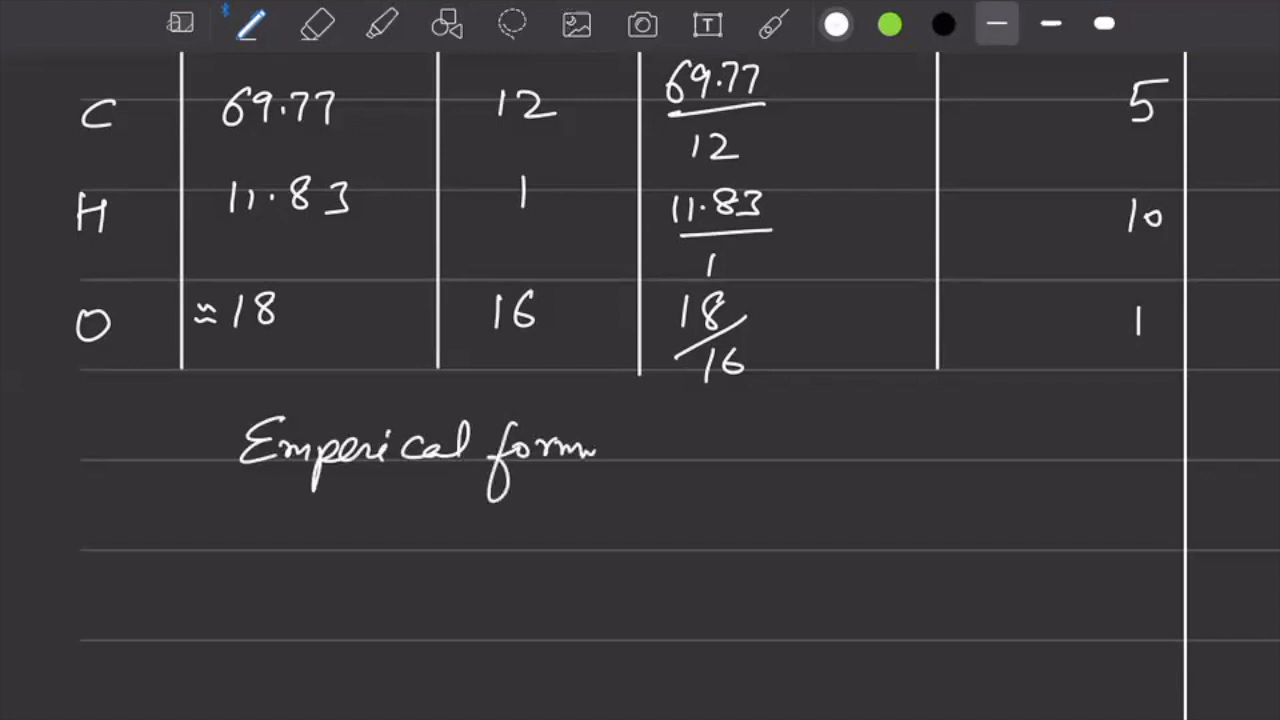 C 69.77 12 69.77/12 5
H 11.83 1 11.83/1 10
O ≈18 16 18/16 1
Emperical form